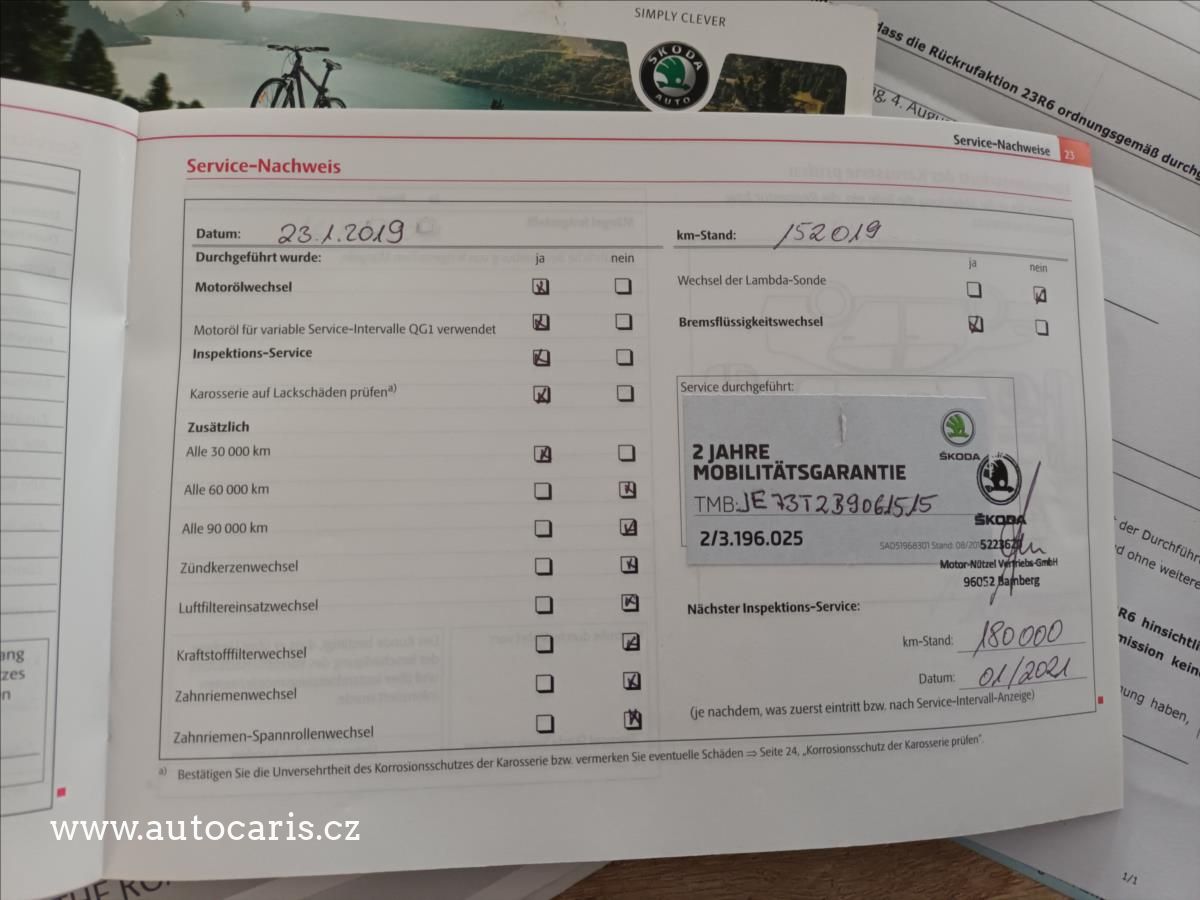 SIMPLY CLEVER
ŠKODA
AUTO
dass die Rückrufaktion 23R6 ordnungsgemäß durchg
Service-Nachweise 23
Service-Nachweis
Datum: 23.1.2019
km-Stand: 152019
Durchgeführt wurde: ja nein
ja nein
Motorölwechsel
Wechsel der Lambda-Sonde
Motoröl für variable Service-Intervalle QG1 verwendet
Bremsflüssigkeitswechsel
Inspektions-Service
Karosserie auf Lackschäden prüfen a)
Service durchgeführt:
Zusätzlich
Alle 30 000 km
Alle 60 000 km
Alle 90 000 km
Zündkerzenwechsel
Luftfiltereinsatzwechsel
Kraftstofffilterwechsel
Zahnriemenwechsel
Zahnriemen-Spannrollenwechsel
2 JAHRE
MOBILITÄTSGARANTIE
ŠKODA
TMB: JE73T2B9061515
2/3.196.025
ŠKODA
Motor-Nützel Vertriebs-GmbH
96052 Bamberg
Nächster Inspektions-Service:
km-Stand: 180000
Datum: 01/2021
(je nachdem, was zuerst eintritt bzw. nach Service-Intervall-Anzeige)
a) Bestätigen Sie die Unversehrtheit des Korrosionsschutzes der Karosserie bzw. vermerken Sie eventuelle Schäden ⇒ Seite 24, „Korrosionsschutz der Karosserie prüfen“.
der Durchführ
d ohne weitere
R6 hinsichtli
mission keine
ung haben,
1/1
www.autocaris.cz